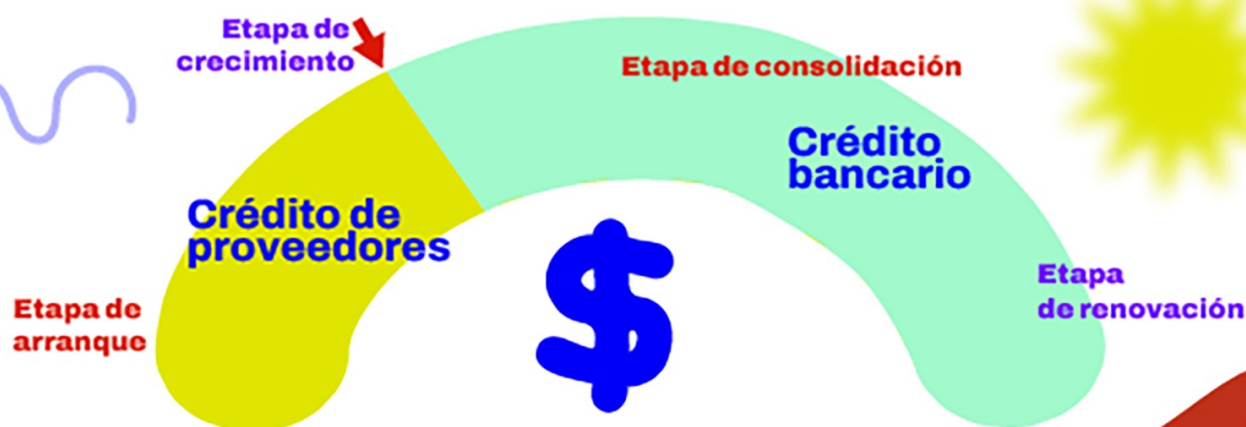 Etapa de
crecimiento
Etapa de consolidación
Crédito
bancario
Crédito de
proveedores
Etapa de
arranque
$
Etapa
de renovación